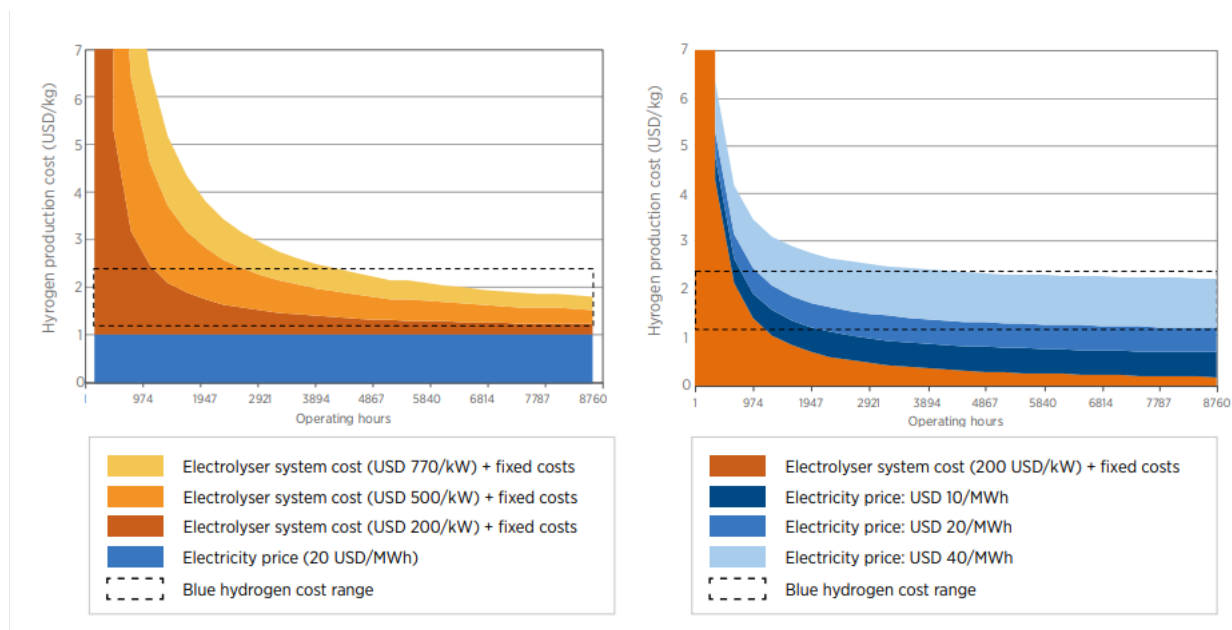 Hyrogen production cost (USD/kg)
7
6
5
4
3
2
1
0
1 974 1947 2921 3894 4867 5840 6814 7787 8760
Operating hours
Electrolyser system cost (USD 770/kW) + fixed costs
Electrolyser system cost (USD 500/kW) + fixed costs
Electrolyser system cost (USD 200/kW) + fixed costs
Electricity price (20 USD/MWh)
Blue hydrogen cost range
Hyrogen production cost (USD/kg)
7
6
5
4
3
2
1
0
1 974 1947 2921 3894 4867 5840 6814 7787 8760
Operating hours
Electrolyser system cost (200 USD/kW) + fixed costs
Electricity price: USD 10/MWh
Electricity price: USD 20/MWh
Electricity price: USD 40/MWh
Blue hydrogen cost range